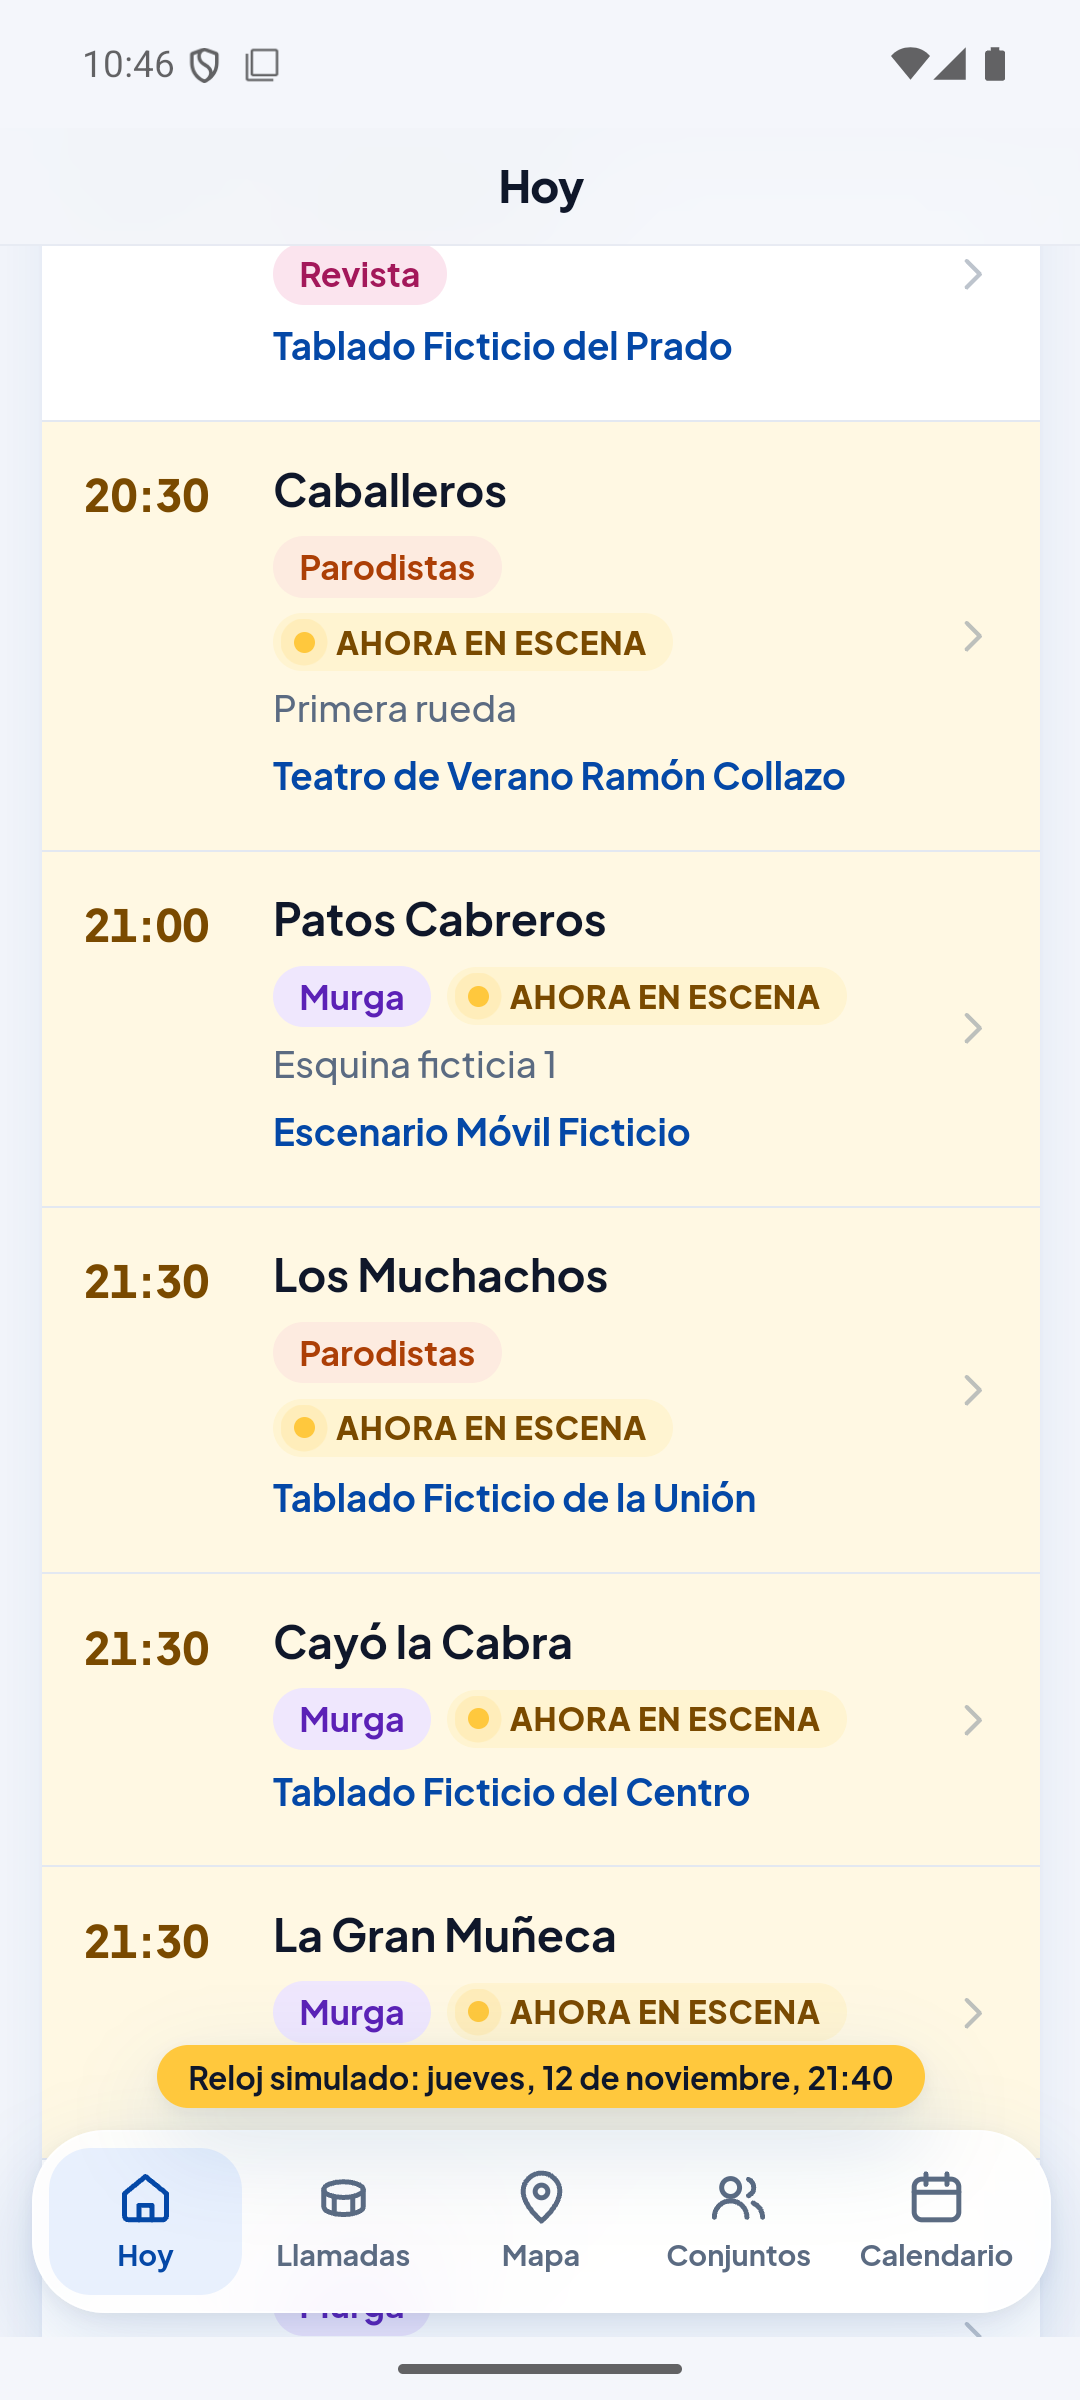 10:46
Hoy
Revista
Tablado Ficticio del Prado
20:30 Caballeros
Parodistas
AHORA EN ESCENA
Primera rueda
Teatro de Verano Ramón Collazo
21:00 Patos Cabreros
Murga AHORA EN ESCENA
Esquina ficticia 1
Escenario Móvil Ficticio
21:30 Los Muchachos
Parodistas
AHORA EN ESCENA
Tablado Ficticio de la Unión
21:30 Cayó la Cabra
Murga AHORA EN ESCENA
Tablado Ficticio del Centro
21:30 La Gran Muñeca
Murga AHORA EN ESCENA
Reloj simulado: jueves, 12 de noviembre, 21:40
Hoy Llamadas Mapa Conjuntos Calendario
Murga